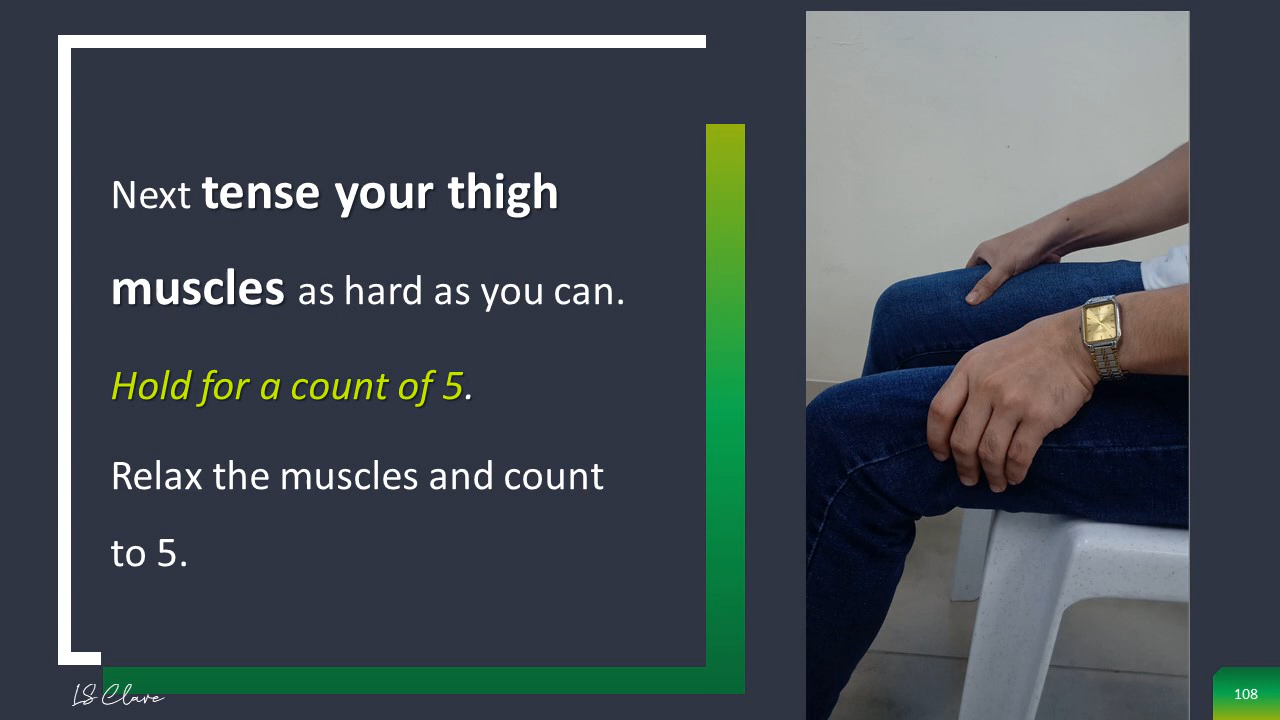 Next tense your thigh
muscles as hard as you can.
Hold for a count of 5.
Relax the muscles and count
to 5.
LS Clave
108